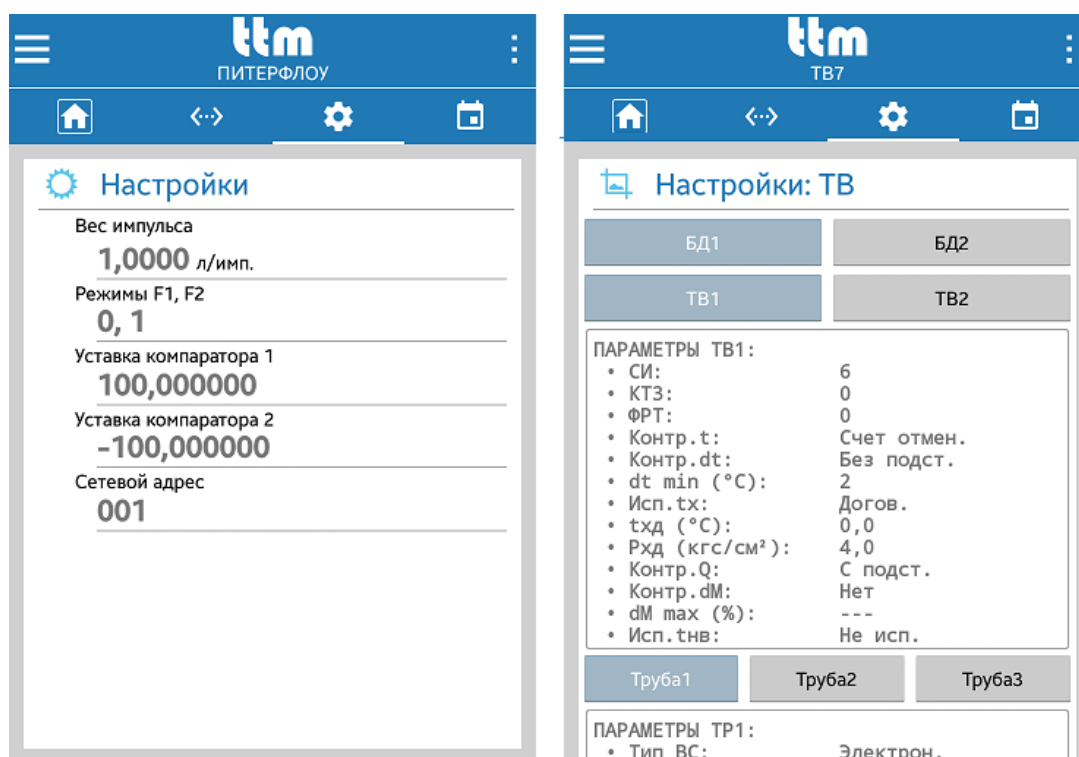 ttm
ПИТЕРФЛОУ
Настройки
Вес импульса
1,0000 л/имп.
Режимы F1, F2
0, 1
Уставка компаратора 1
100,000000
Уставка компаратора 2
-100,000000
Сетевой адрес
001
ttm
ТВ7
Настройки: ТВ
БД1 БД2
ТВ1 ТВ2
ПАРАМЕТРЫ ТВ1:
• СИ: 6
• КТ3: 0
• ФРТ: 0
• Контр.t: Счет отмен.
• Контр.dt: Без подст.
• dt min (°C): 2
• Исп.tx: Догов.
• tхд (°C): 0,0
• Рхд (кгс/см²): 4,0
• Контр.Q: С подст.
• Контр.dM: Нет
• dM max (%): ---
• Исп.tнв: Не исп.
Труба1 Труба2 Труба3
ПАРАМЕТРЫ ТР1:
• Тип ВС: Электрон.